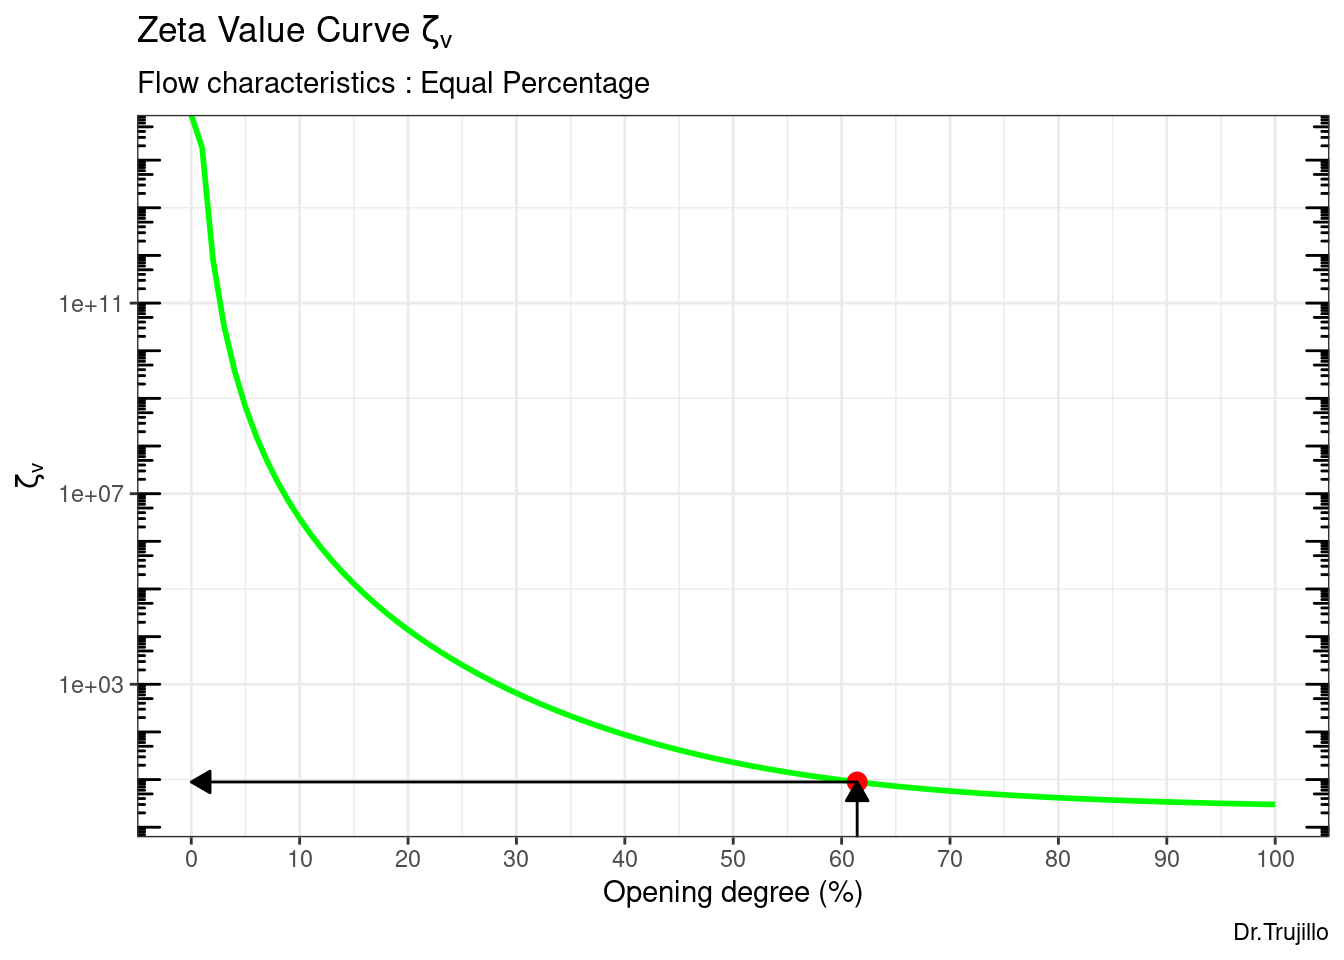 Zeta Value Curve ζv
Flow characteristics : Equal Percentage
1e+11
1e+07
1e+03
ζv
0 10 20 30 40 50 60 70 80 90 100
Opening degree (%)
Dr.Trujillo